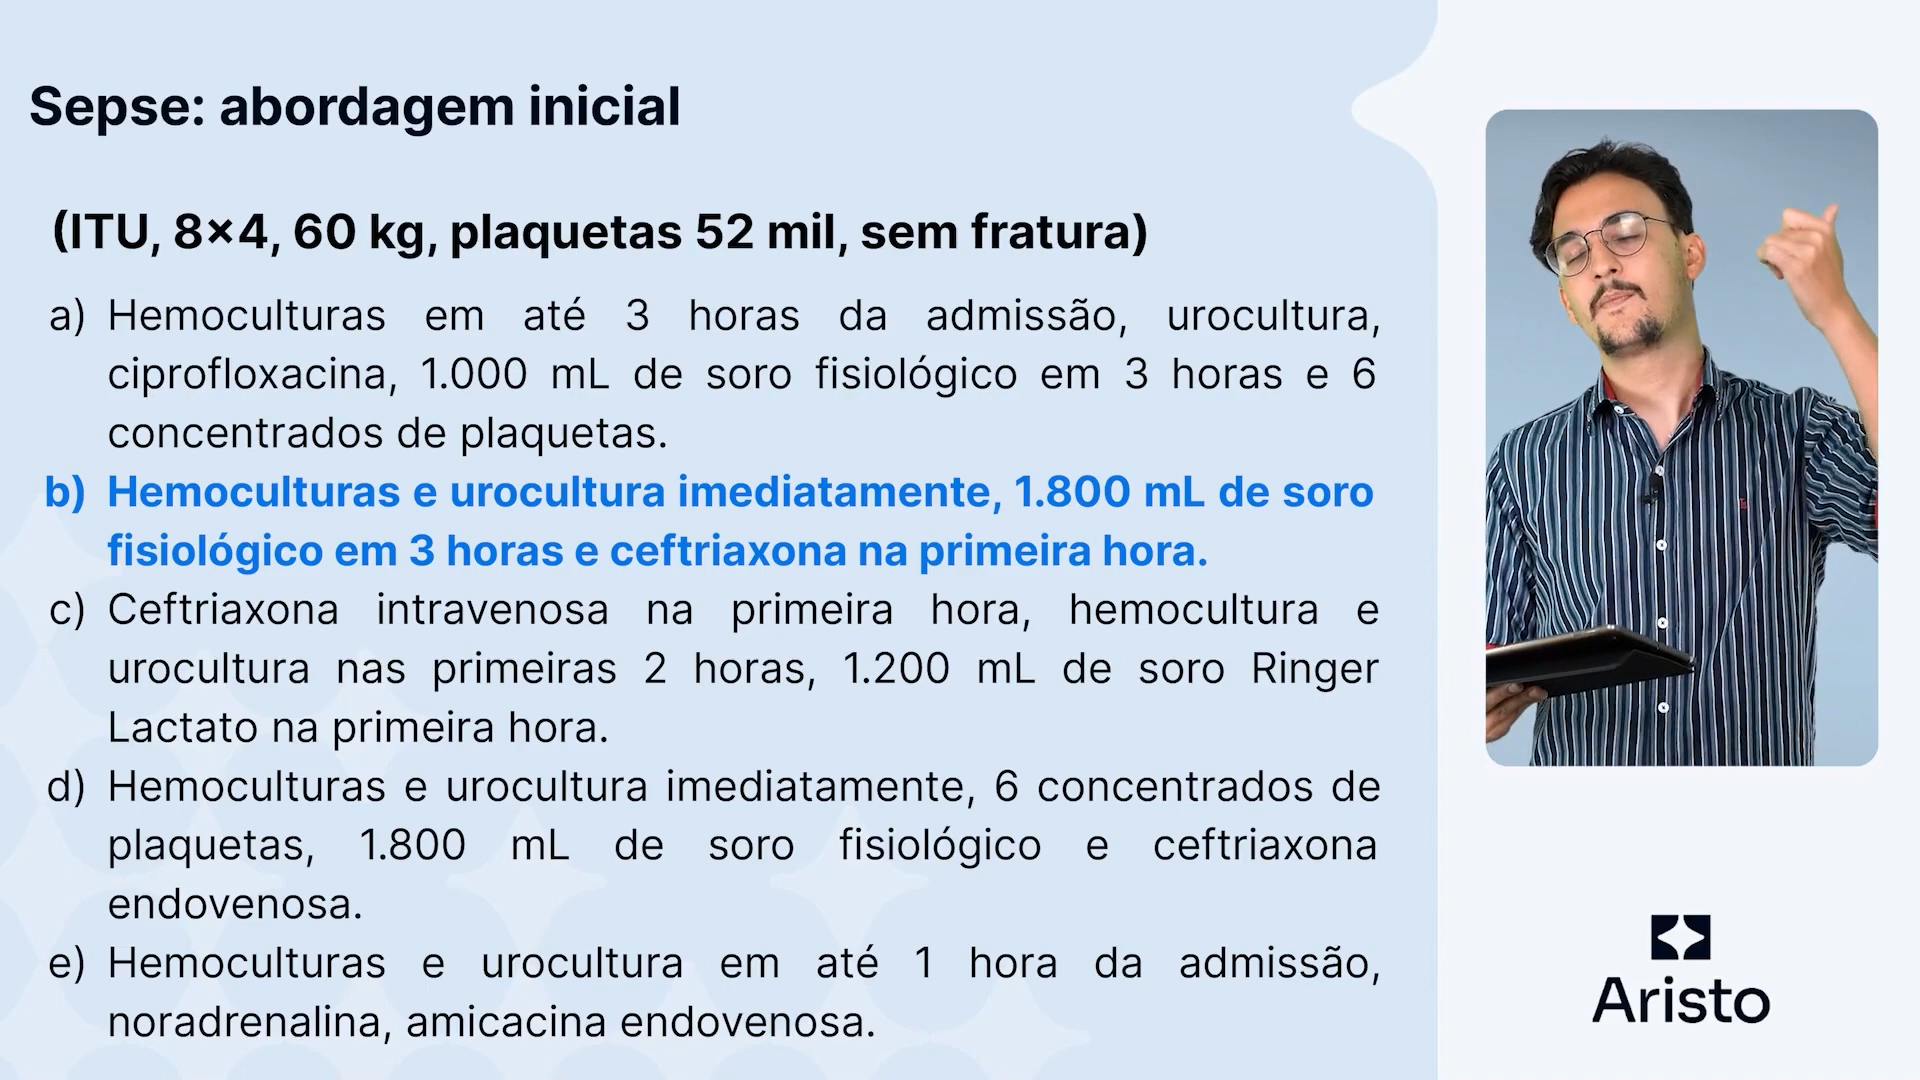 Sepse: abordagem inicial
(ITU, 8×4, 60 kg, plaquetas 52 mil, sem fratura)
a) Hemoculturas em até 3 horas da admissão, urocultura,
ciprofloxacina, 1.000 mL de soro fisiológico em 3 horas e 6
concentrados de plaquetas.
b) Hemoculturas e urocultura imediatamente, 1.800 mL de soro
fisiológico em 3 horas e ceftriaxona na primeira hora.
c) Ceftriaxona intravenosa na primeira hora, hemocultura e
urocultura nas primeiras 2 horas, 1.200 mL de soro Ringer
Lactato na primeira hora.
d) Hemoculturas e urocultura imediatamente, 6 concentrados de
plaquetas, 1.800 mL de soro fisiológico e ceftriaxona
endovenosa.
e) Hemoculturas e urocultura em até 1 hora da admissão,
noradrenalina, amicacina endovenosa.
Aristo